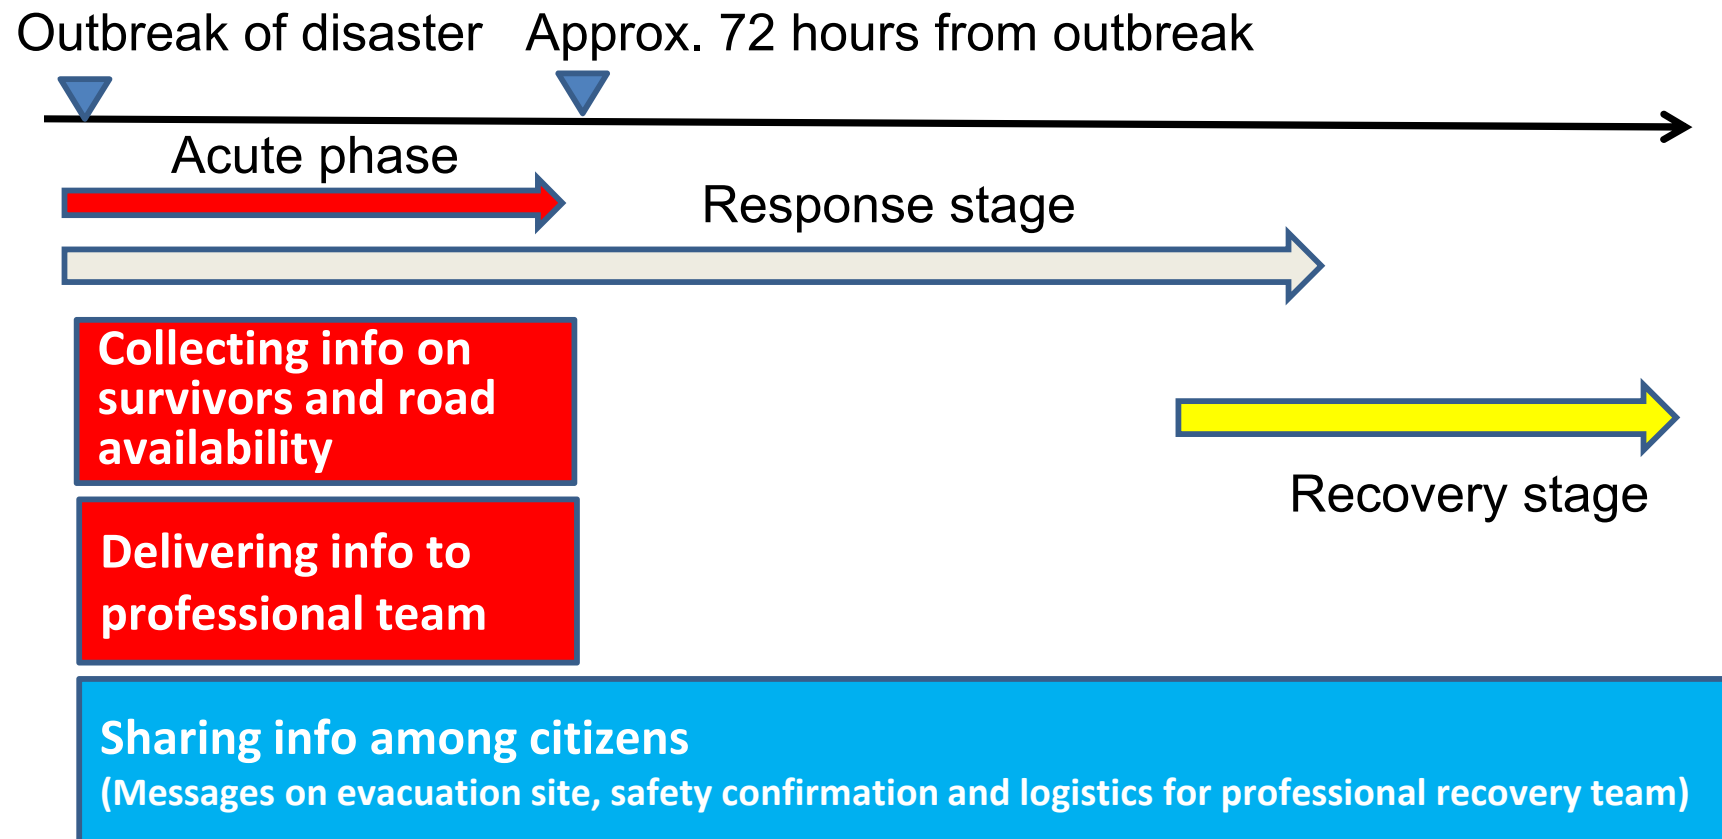 Outbreak of disaster
Approx. 72 hours from outbreak
Acute phase
Response stage
Collecting info on
survivors and road
availability
Recovery stage
Delivering info to
professional team
Sharing info among citizens
(Messages on evacuation site, safety confirmation and logistics for professional recovery team)